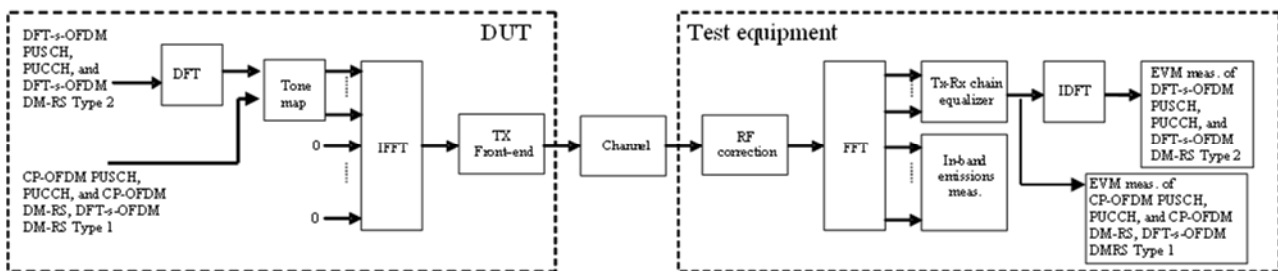 DUT
DFT-s-OFDM
PUSCH,
PUCCH, and
DFT-s-OFDM
DM-RS Type 2
DFT
Tone
map
CP-OFDM PUSCH,
PUCCH, and CP-OFDM
DM-RS, DFT-s-OFDM
DM-RS Type 1
0
0
IFFT
TX
Front-end
Channel
Test equipment
RF
correction
FFT
Tx-Rx chain
equalizer
In-band
emissions
meas.
IDFT
EVM meas. of
DFT-s-OFDM
PUSCH,
PUCCH, and
DFT-s-OFDM
DM-RS Type 2
EVM meas. of
CP-OFDM PUSCH,
PUCCH, and CP-OFDM
DM-RS, DFT-s-OFDM
DMRS Type 1